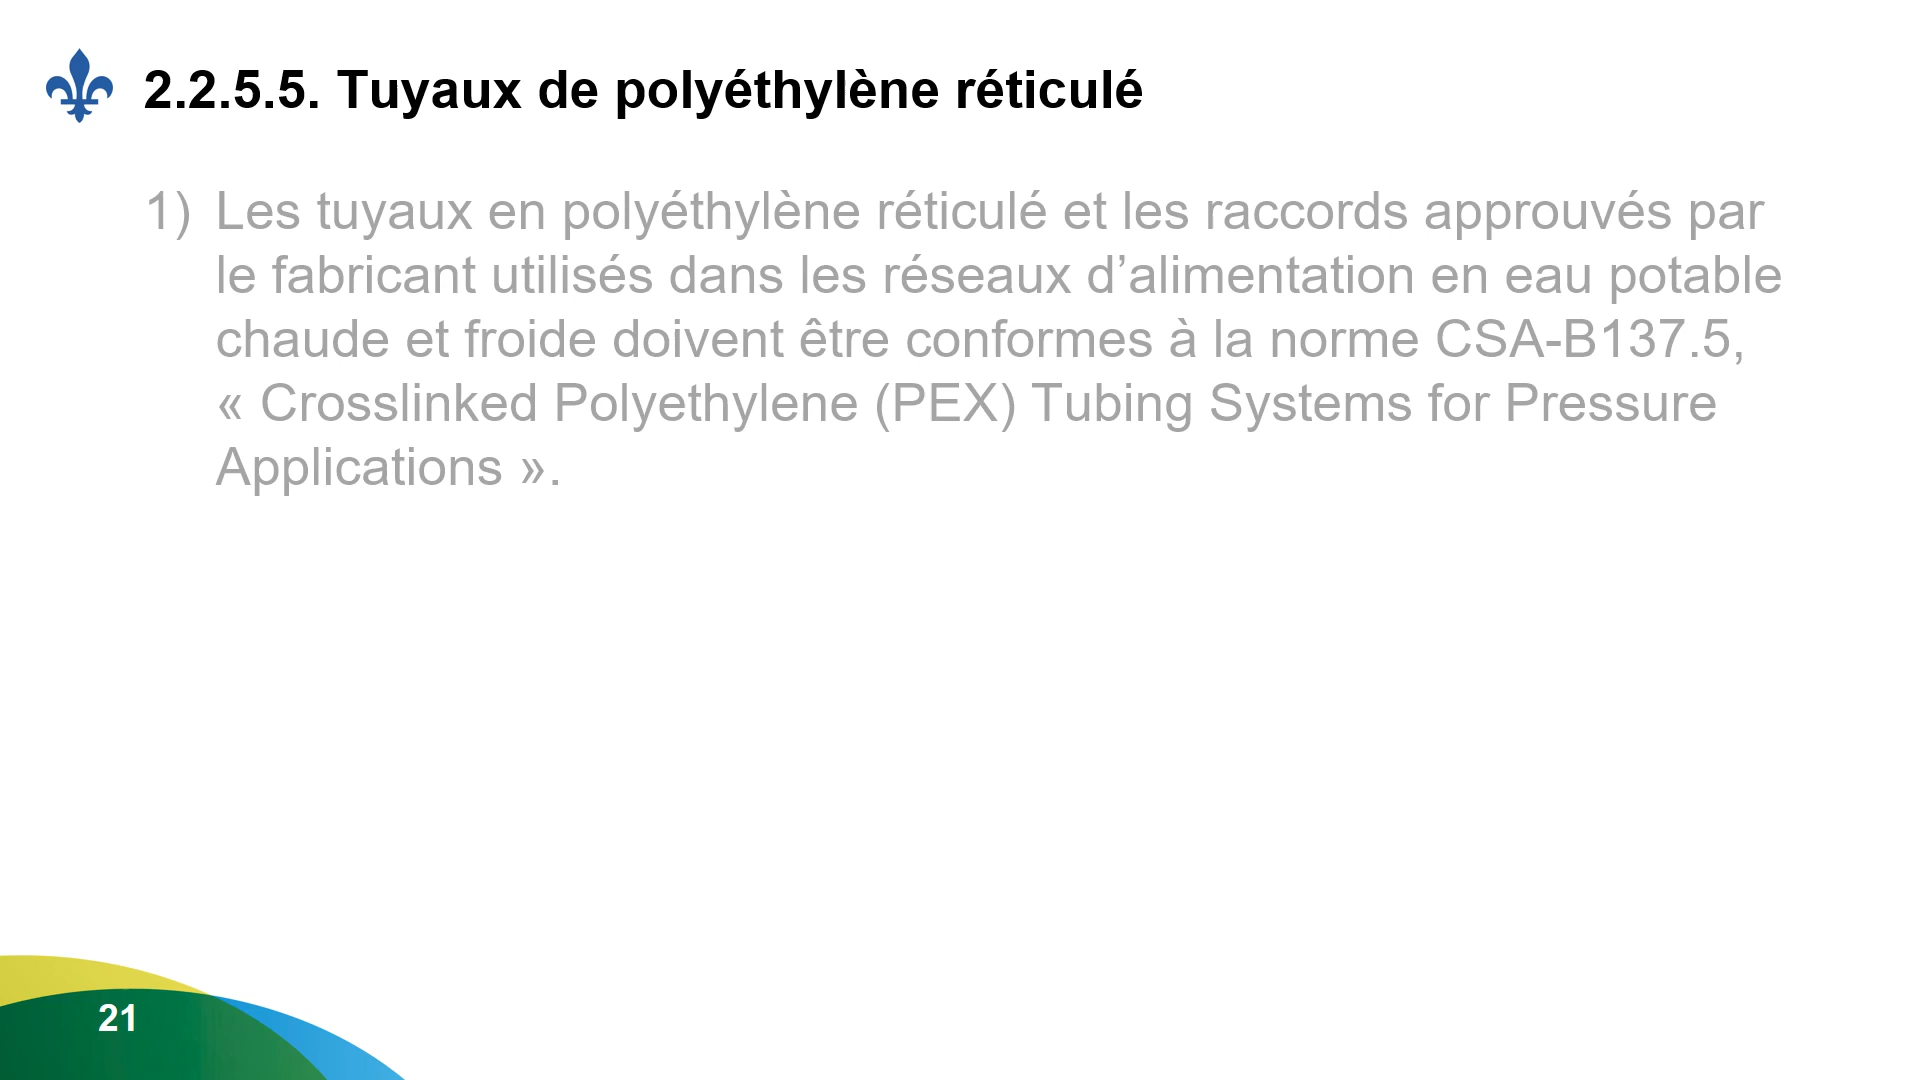 2.2.5.5. Tuyaux de polyéthylène réticulé
1) Les tuyaux en polyéthylène réticulé et les raccords approuvés par
le fabricant utilisés dans les réseaux d’alimentation en eau potable
chaude et froide doivent être conformes à la norme CSA-B137.5,
« Crosslinked Polyethylene (PEX) Tubing Systems for Pressure
Applications ».
21